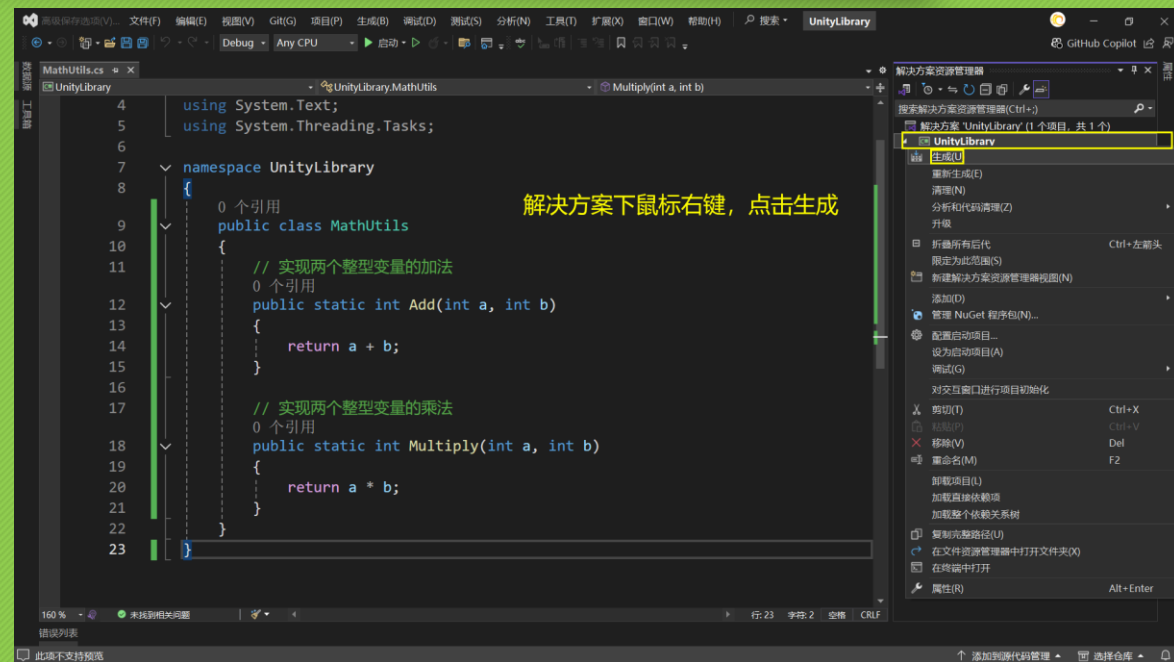 高级保存选项(V)... 文件(F) 编辑(E) 视图(V) Git(G) 项目(P) 生成(B) 调试(D) 测试(S) 分析(N) 工具(T) 扩展(X) 窗口(W) 帮助(H) 搜索 UnityLibrary
Debug Any CPU 启动 GitHub Copilot
数据源
工具箱
MathUtils.cs
UnityLibrary UnityLibrary.MathUtils Multiply(int a, int b)
4 using System.Text;
5 using System.Threading.Tasks;
6
7 namespace UnityLibrary
8 {
0 个引用
9 public class MathUtils
10 {
11 // 实现两个整型变量的加法
0 个引用
12 public static int Add(int a, int b)
13 {
14 return a + b;
15 }
16
17 // 实现两个整型变量的乘法
0 个引用
18 public static int Multiply(int a, int b)
19 {
20 return a * b;
21 }
22 }
23 }
解决方案下鼠标右键，点击生成
160 % 未找到相关问题 行: 23 字符: 2 空格 CRLF
错误列表
此项不支持预览 添加到源代码管理 选择仓库
解决方案资源管理器
属性
搜索解决方案资源管理器(Ctrl+;)
解决方案 'UnityLibrary' (1 个项目，共 1 个)
UnityLibrary
生成(U)
重新生成(E)
清理(N)
分析和代码清理(Z)
升级
折叠所有后代 Ctrl+左箭头
限定为此范围(S)
新建解决方案资源管理器视图(N)
添加(D)
管理 NuGet 程序包(N)...
配置启动项目...
设为启动项目(A)
调试(G)
对交互窗口进行项目初始化
剪切(T) Ctrl+X
粘贴(P) Ctrl+V
移除(V) Del
重命名(M) F2
卸载项目(L)
加载直接依赖项
加载整个依赖关系树
复制完整路径(U)
在文件资源管理器中打开文件夹(X)
在终端中打开
属性(R) Alt+Enter